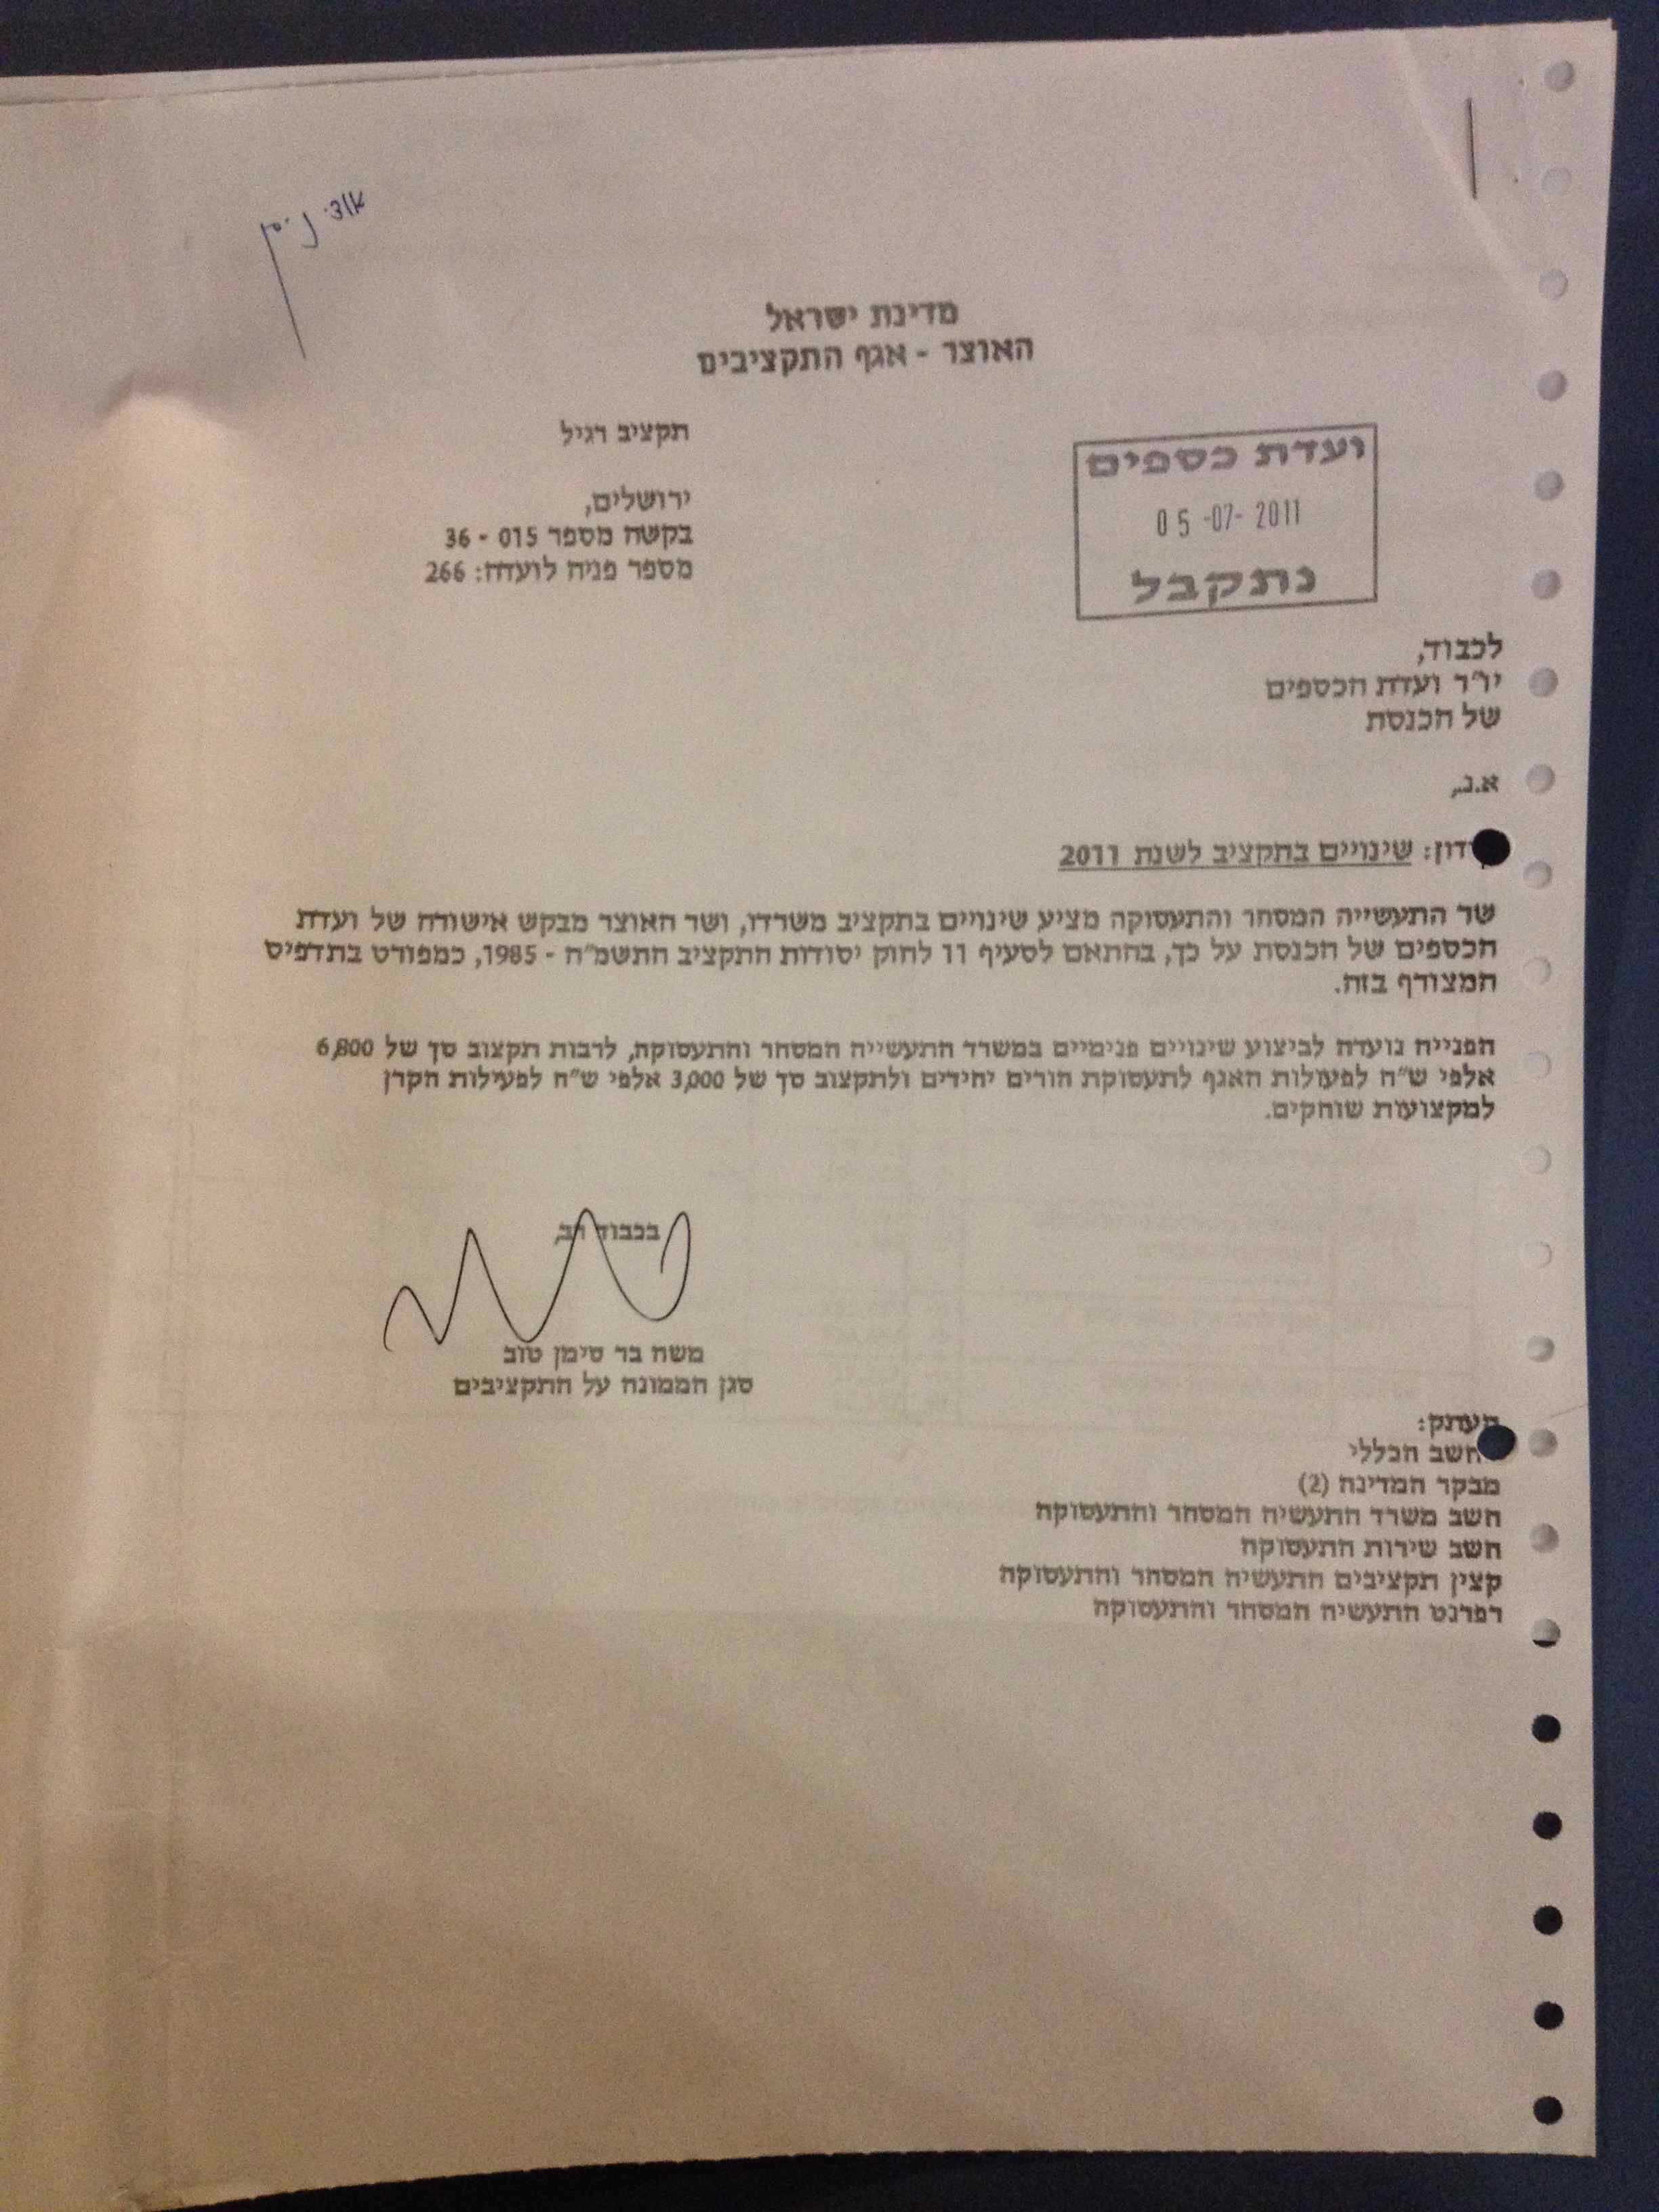 מדינת ישראל
האוצר - אגף התקציבים
תקציב רגיל
ירושלים,
בקשה מספר 015 - 36
מספר פניה לועדה: 266
ועדת כספים
05-07-2011
נתקבל
לכבוד,
יו"ר ועדת הכספים
של הכנסת
א.נ.,
הנדון: שינויים בתקציב לשנת 2011
שר התעשייה המסחר והתעסוקה מציע שינויים בתקציב משרדו, ושר האוצר מבקש אישורה של ועדת
הכספים של הכנסת על כך, בהתאם לסעיף 11 לחוק יסודות התקציב התשמ"ה - 1985, כמפורט בתדפיס
המצורף בזה.
הפנייה נועדה לביצוע שינויים פנימיים במשרד התעשייה המסחר והתעסוקה, לרבות תקצוב סך של 6,800
אלפי ש"ח לפעולות האגף לתעסוקת הורים יחידים ולתקצוב סך של 3,000 אלפי ש"ח לפעילות הקרן
למקצועות שוחקים.
בכבוד רב,
משה בר סימן טוב
סגן הממונה על התקציבים
העתק:
החשב הכללי
מבקר המדינה (2)
חשב משרד התעשיה המסחר והתעסוקה
חשב שירות התעסוקה
קצין תקציבים התעשיה המסחר והתעסוקה
רפרנט התעשיה המסחר והתעסוקה